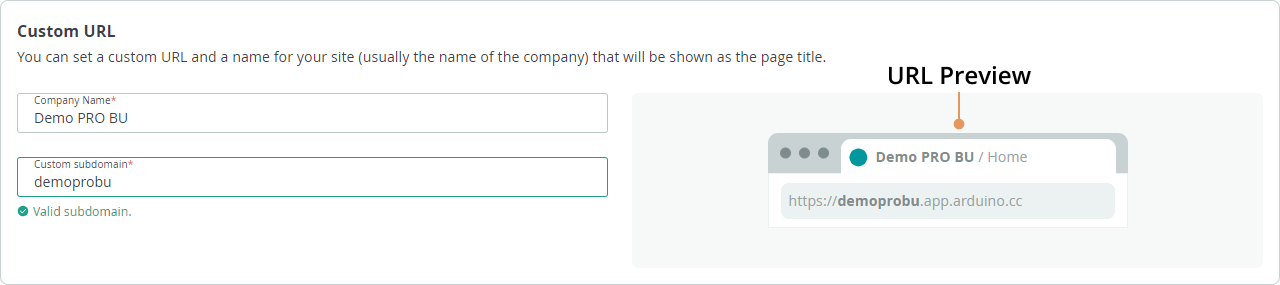 Custom URL
You can set a custom URL and a name for your site (usually the name of the company) that will be shown as the page title.
URL Preview
Company Name*
Demo PRO BU
Custom subdomain*
demoprobu
Valid subdomain.
Demo PRO BU / Home
https://demoprobu.app.arduino.cc